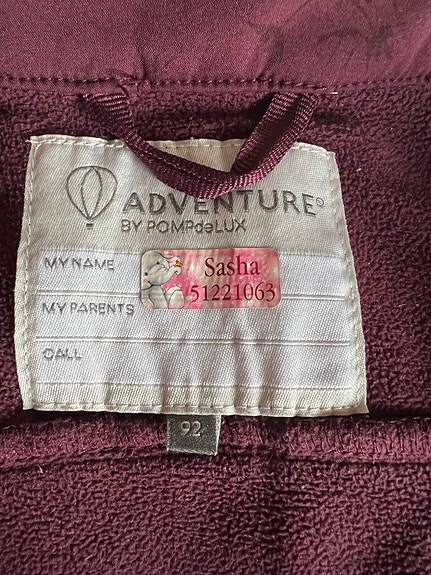 ADVENTURE®
BY POMPdeLUX
MY NAME
Sasha
51221063
MY PARENTS
CALL
92